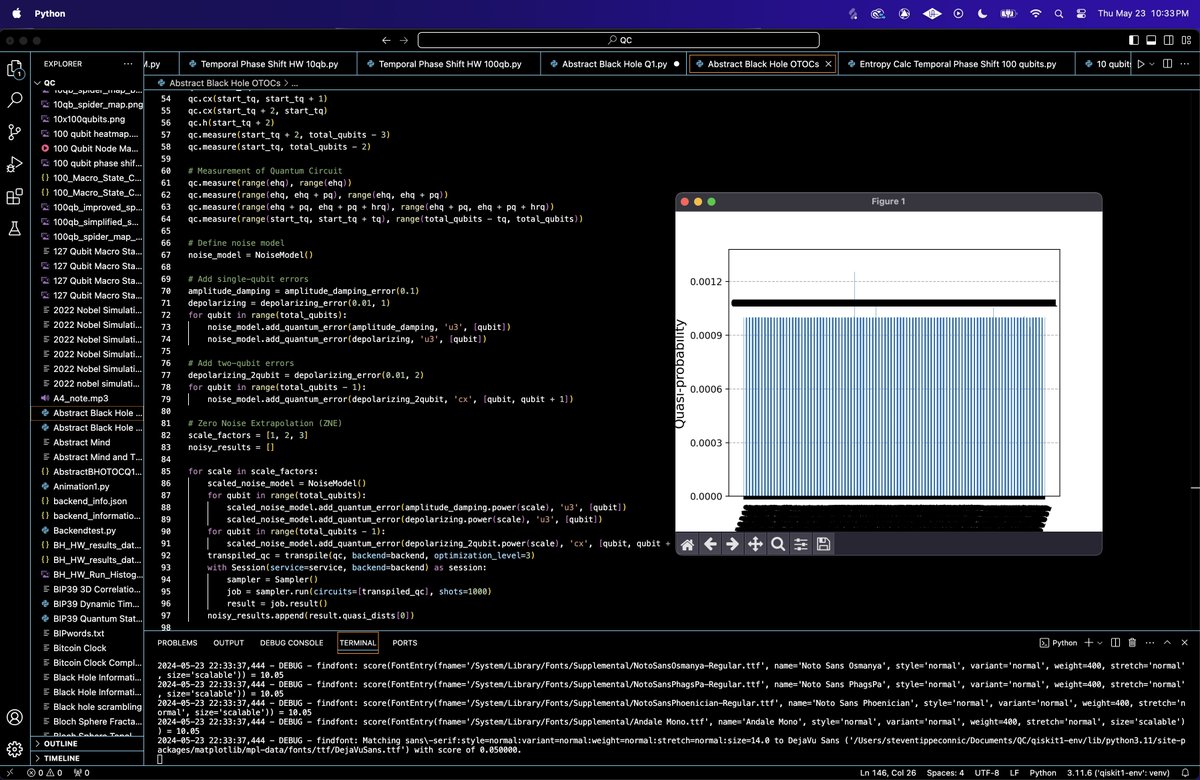 Python
Thu May 23 10:33PM
QC
EXPLORER
M.py
Temporal Phase Shift HW 10qb.py
Temporal Phase Shift HW 100qb.py
Abstract Black Hole Q1.py
Abstract Black Hole OTOCs
Entropy Calc Temporal Phase Shift 100 qubits.py
10 qubits
QC
Abstract Black Hole OTOCs > ...
10qb_spider_map.png
10x100qubits.png
100 qubit heatmap....
100 Qubit Node Ma...
100 qubit phase shif...
100_Macro_State_C...
100_Macro_State_C...
100qb_improved_sp...
100qb_simplified_s...
100qb_spider_map_...
127 Qubit Macro Sta...
127 Qubit Macro Sta...
127 Qubit Macro Sta...
127 Qubit Macro Sta...
2022 Nobel Simulati...
2022 Nobel Simulati...
2022 Nobel Simulati...
2022 Nobel Simulati...
2022 Nobel Simulati...
2022 nobel simulati...
A4_note.mp3
Abstract Black Hole ...
Abstract Black Hole ...
Abstract Mind
Abstract Mind and T...
AbstractBHOTOCQ1...
Animation1.py
backend_info.json
backend_informatio...
Backendtest.py
BH_HW_results_dat...
BH_HW_results_dat...
BH_HW_Run_Histog...
BIP39 3D Correlatio...
BIP39 Dynamic Tim...
BIP39 Quantum Stat...
BIPwords.txt
Bitcoin Clock
Bitcoin Clock Compl...
Black Hole Informati...
Black Hole Informati...
Black hole scrambling
Bloch Sphere Fracta...
OUTLINE
TIMELINE
54 qc.cx(start_tq, start_tq + 1)
55 qc.cx(start_tq + 2, start_tq)
56 qc.h(start_tq + 2)
57 qc.measure(start_tq + 2, total_qubits - 3)
58 qc.measure(start_tq, total_qubits - 2)
59
60 # Measurement of Quantum Circuit
61 qc.measure(range(ehq), range(ehq))
62 qc.measure(range(ehq, ehq + pq), range(ehq, ehq + pq))
63 qc.measure(range(ehq + pq, ehq + pq + hrq), range(ehq + pq, ehq + pq + hrq))
64 qc.measure(range(start_tq, start_tq + tq), range(total_qubits - tq, total_qubits))
65
66 # Define noise model
67 noise_model = NoiseModel()
68
69 # Add single-qubit errors
70 amplitude_damping = amplitude_damping_error(0.1)
71 depolarizing = depolarizing_error(0.01, 1)
72 for qubit in range(total_qubits):
73 noise_model.add_quantum_error(amplitude_damping, 'u3', [qubit])
74 noise_model.add_quantum_error(depolarizing, 'u3', [qubit])
75
76 # Add two-qubit errors
77 depolarizing_2qubit = depolarizing_error(0.01, 2)
78 for qubit in range(total_qubits - 1):
79 noise_model.add_quantum_error(depolarizing_2qubit, 'cx', [qubit, qubit + 1])
80
81 # Zero Noise Extrapolation (ZNE)
82 scale_factors = [1, 2, 3]
83 noisy_results = []
84
85 for scale in scale_factors:
86 scaled_noise_model = NoiseModel()
87 for qubit in range(total_qubits):
88 scaled_noise_model.add_quantum_error(amplitude_damping.power(scale), 'u3', [qubit])
89 scaled_noise_model.add_quantum_error(depolarizing.power(scale), 'u3', [qubit])
90 for qubit in range(total_qubits - 1):
91 scaled_noise_model.add_quantum_error(depolarizing_2qubit.power(scale), 'cx', [qubit, qubit +
92 transpiled_qc = transpile(qc, backend=backend, optimization_level=3)
93 with Session(service=service, backend=backend) as session:
94 sampler = Sampler()
95 job = sampler.run(circuits=[transpiled_qc], shots=1000)
96 result = job.result()
97 noisy_results.append(result.quasi_dists[0])
98
Figure 1
Quasi-probability
0.0012
0.0009
0.0006
0.0003
0.0000
PROBLEMS OUTPUT DEBUG CONSOLE TERMINAL PORTS
Python
2024-05-23 22:33:37,444 - DEBUG - findfont: score(FontEntry(fname='/System/Library/Fonts/Supplemental/NotoSansOsmanya-Regular.ttf', name='Noto Sans Osmanya', style='normal', variant='normal', weight=400, stretch='normal'
, size='scalable')) = 10.05
2024-05-23 22:33:37,444 - DEBUG - findfont: score(FontEntry(fname='/System/Library/Fonts/Supplemental/NotoSansPhagsPa-Regular.ttf', name='Noto Sans PhagsPa', style='normal', variant='normal', weight=400, stretch='normal'
, size='scalable')) = 10.05
2024-05-23 22:33:37,444 - DEBUG - findfont: score(FontEntry(fname='/System/Library/Fonts/Supplemental/NotoSansPhoenician-Regular.ttf', name='Noto Sans Phoenician', style='normal', variant='normal', weight=400, stretch='n
ormal', size='scalable')) = 10.05
2024-05-23 22:33:37,444 - DEBUG - findfont: score(FontEntry(fname='/System/Library/Fonts/Supplemental/Andale Mono.ttf', name='Andale Mono', style='normal', variant='normal', weight=400, stretch='normal', size='scalable')
) = 10.05
2024-05-23 22:33:37,444 - DEBUG - findfont: Matching sans\-serif:style=normal:variant=normal:weight=normal:stretch=normal:size=14.0 to DejaVu Sans ('/Users/steventippeconnic/Documents/QC/qiskit1-env/lib/python3.11/site-p
ackages/matplotlib/mpl-data/fonts/ttf/DejaVuSans.ttf') with score of 0.050000.
0 0 0
Ln 146, Col 26 Spaces: 4 UTF-8 LF Python 3.11.6 ('qiskit1-env': venv)